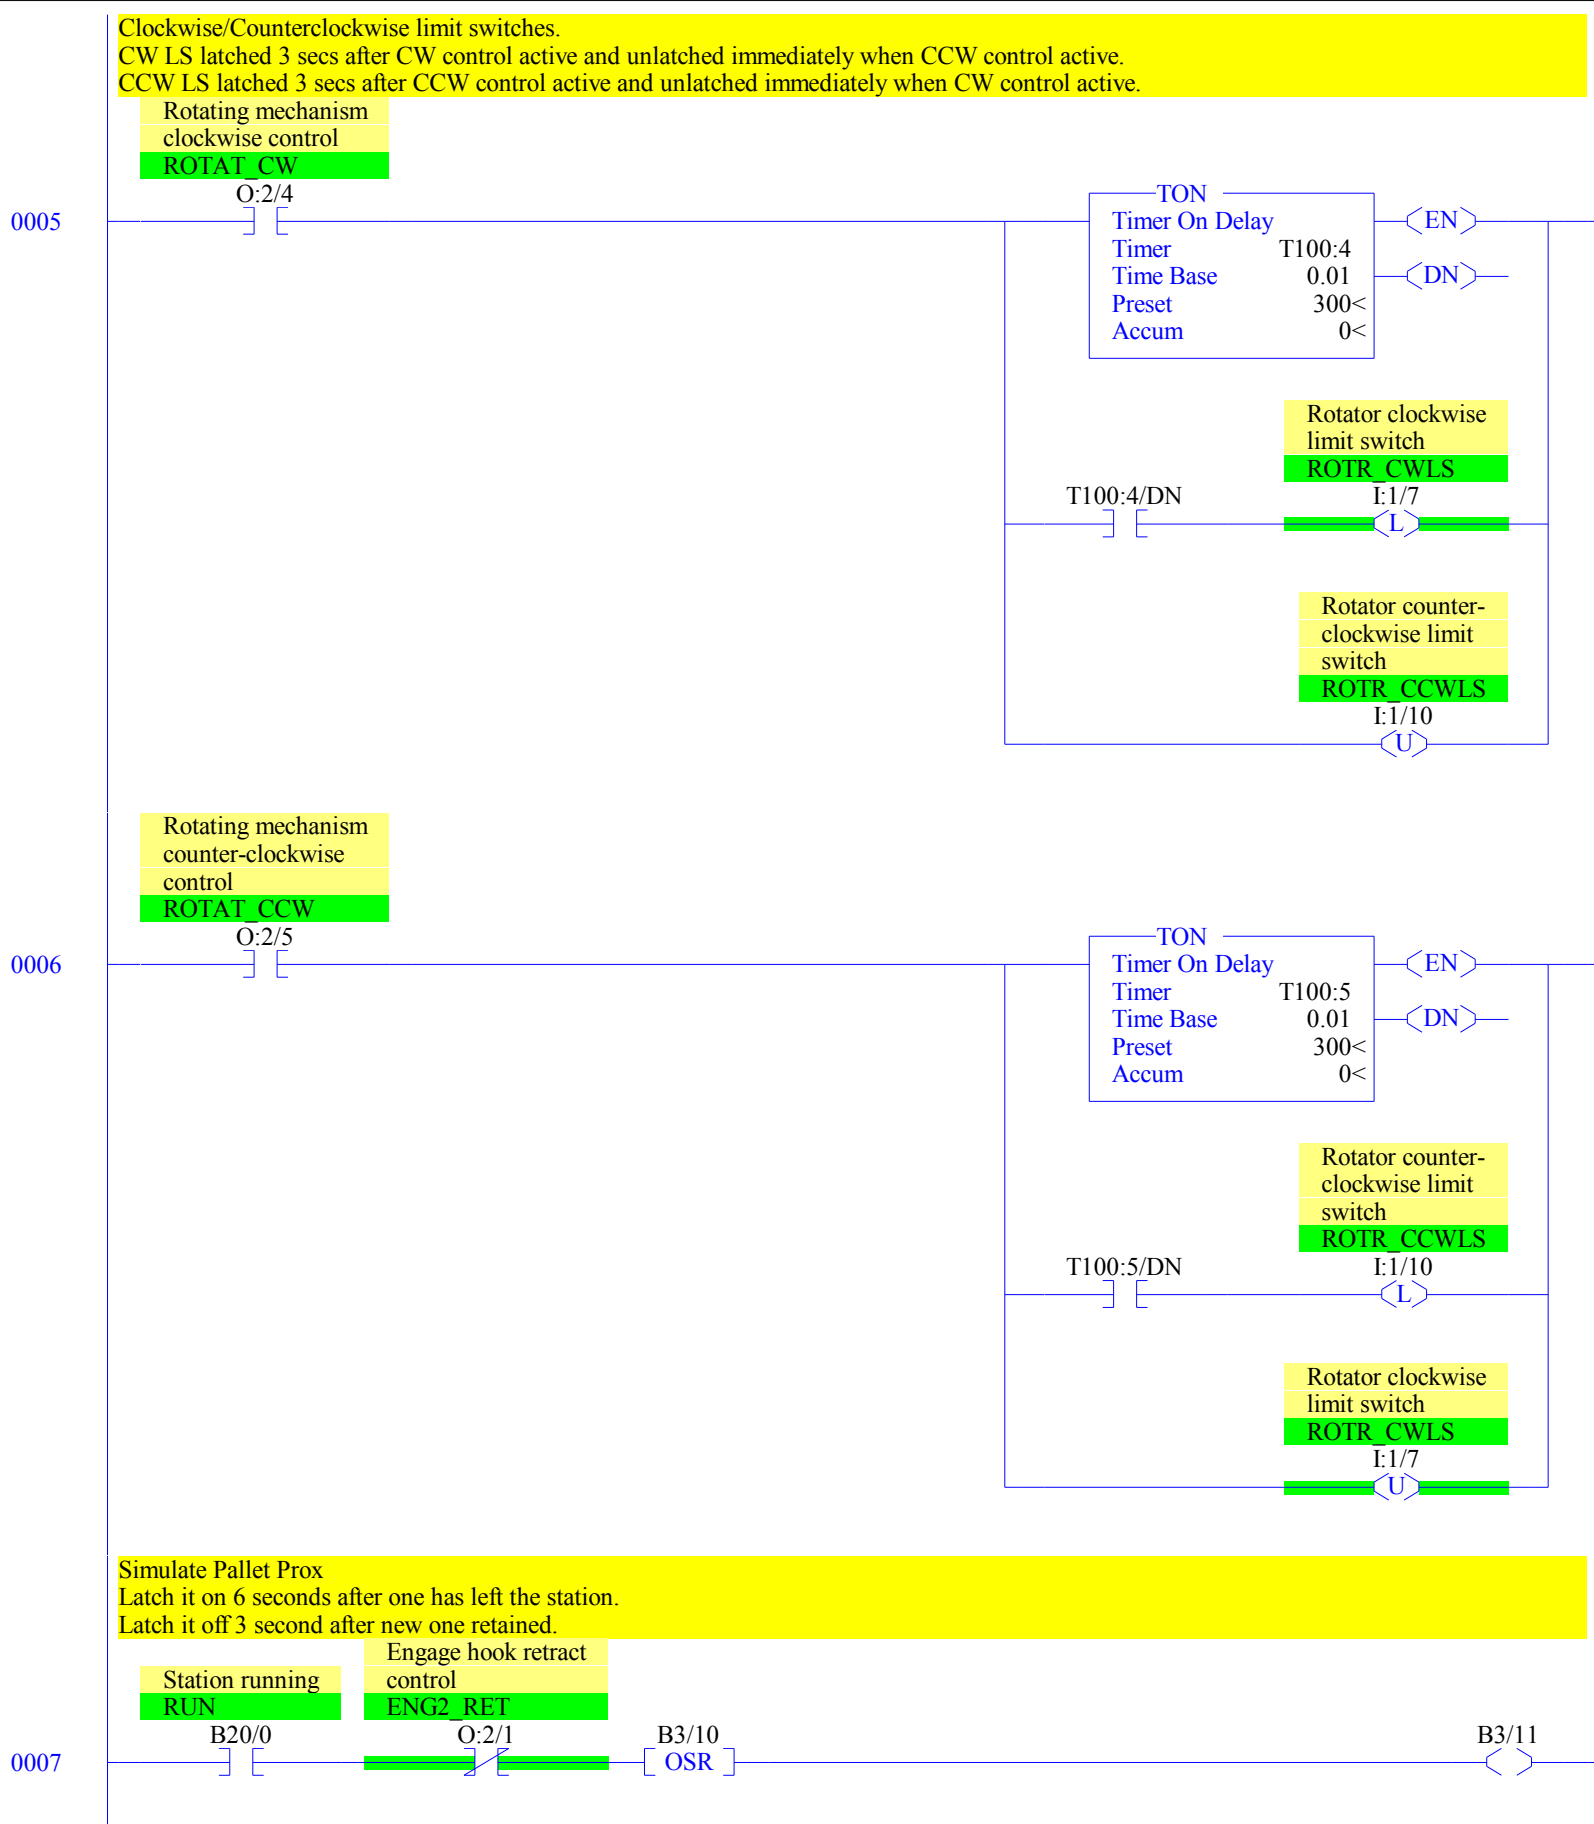 Clockwise/Counterclockwise limit switches.
CW LS latched 3 secs after CW control active and unlatched immediately when CCW control active.
CCW LS latched 3 secs after CCW control active and unlatched immediately when CW control active.
Rotating mechanism
clockwise control
ROTAT_CW
O:2/4
0005
TON
Timer On Delay
Timer T100:4
Time Base 0.01
Preset 300<
Accum 0<
EN
DN
Rotator clockwise
limit switch
ROTR_CWLS
I:1/7
T100:4/DN
L
Rotator counter-
clockwise limit
switch
ROTR_CCWLS
I:1/10
U
Rotating mechanism
counter-clockwise
control
ROTAT_CCW
O:2/5
0006
TON
Timer On Delay
Timer T100:5
Time Base 0.01
Preset 300<
Accum 0<
EN
DN
Rotator counter-
clockwise limit
switch
ROTR_CCWLS
I:1/10
T100:5/DN
L
Rotator clockwise
limit switch
ROTR_CWLS
I:1/7
U
Simulate Pallet Prox
Latch it on 6 seconds after one has left the station.
Latch it off 3 second after new one retained.
Station running
RUN
B20/0
Engage hook retract
control
ENG2_RET
O:2/1
B3/10
OSR
B3/11
0007